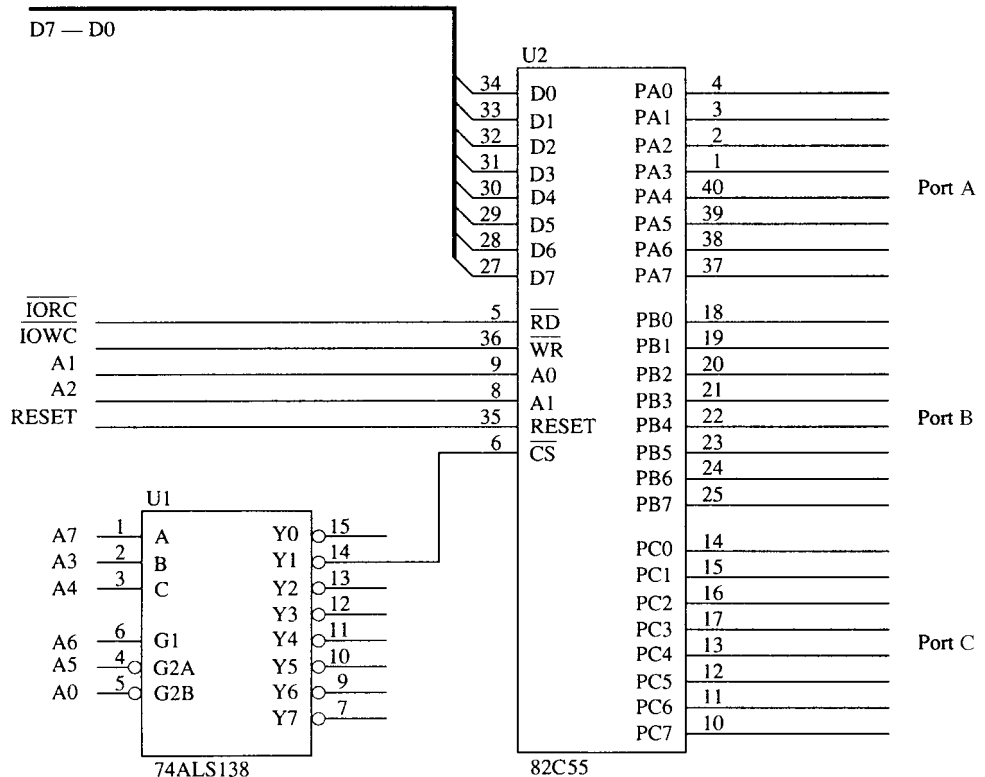 D7 — D0
U2
34 D0 PA0 4
33 D1 PA1 3
32 D2 PA2 2
31 D3 PA3 1
30 D4 PA4 40
29 D5 PA5 39
28 D6 PA6 38
27 D7 PA7 37
Port A
IORC 5 RD PB0 18
IOWC 36 WR PB1 19
A1 9 A0 PB2 20
A2 8 A1 PB3 21
RESET 35 RESET PB4 22
6 CS PB5 23
PB6 24
PB7 25
Port B
PC0 14
PC1 15
PC2 16
PC3 17
PC4 13
PC5 12
PC6 11
PC7 10
Port C
82C55
U1
A7 1 A Y0 15
A3 2 B Y1 14
A4 3 C Y2 13
Y3 12
A6 6 G1 Y4 11
A5 4 G2A Y5 10
A0 5 G2B Y6 9
Y7 7
74ALS138